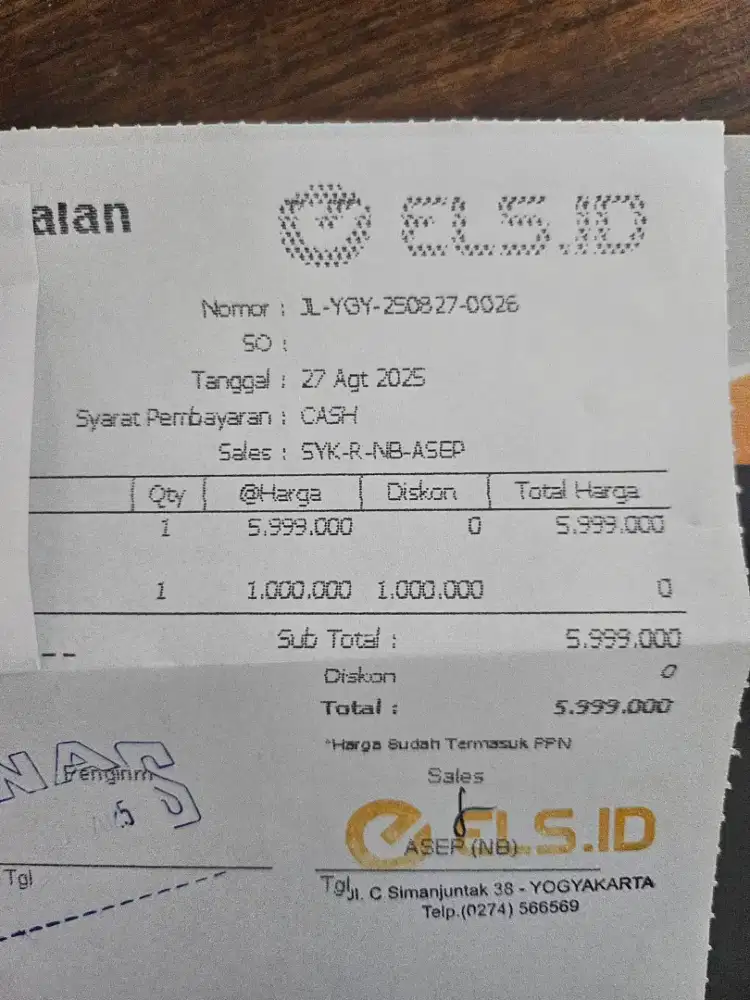 alan
ELS.ID
Nomor : JL-YGY-250827-0026
SO :
Tanggal : 27 Agt 2025
Syarat Pembayaran : CASH
Sales : SYK-R-NB-ASEP
Qty @Harga Diskon Total Harga
1 5.999.000 0 5.999.000
1 1.000.000 1.000.000 0
Sub Total : 5.999.000
--
Diskon 0
Total : 5.999.000
*Harga Sudah Termasuk PPN
NAS
Pengirim
Sales
ELS.ID
ASEP (NB)
Tgl
Tgl
Jl. C Simanjuntak 38 - YOGYAKARTA
Telp.(0274) 566569